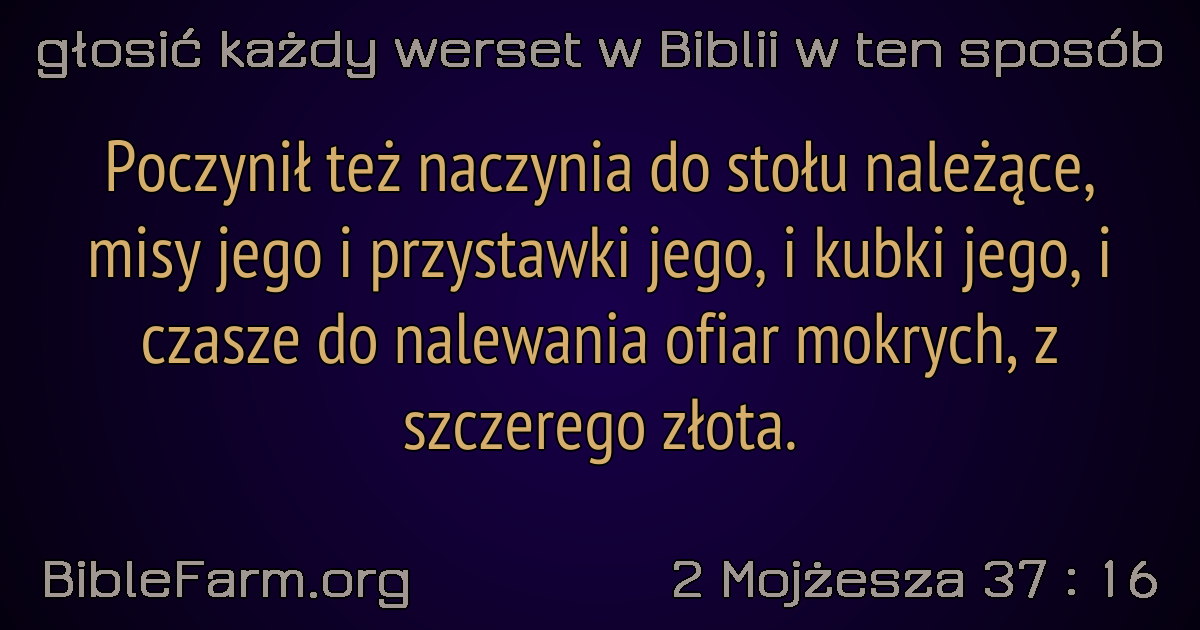 głosić każdy werset w Biblii w ten sposób
Poczynił też naczynia do stołu należące,
misy jego i przystawki jego, i kubki jego, i
czasze do nalewania ofiar mokrych, z
szczerego złota.
BibleFarm.org
2 Mojżesza 37 : 16